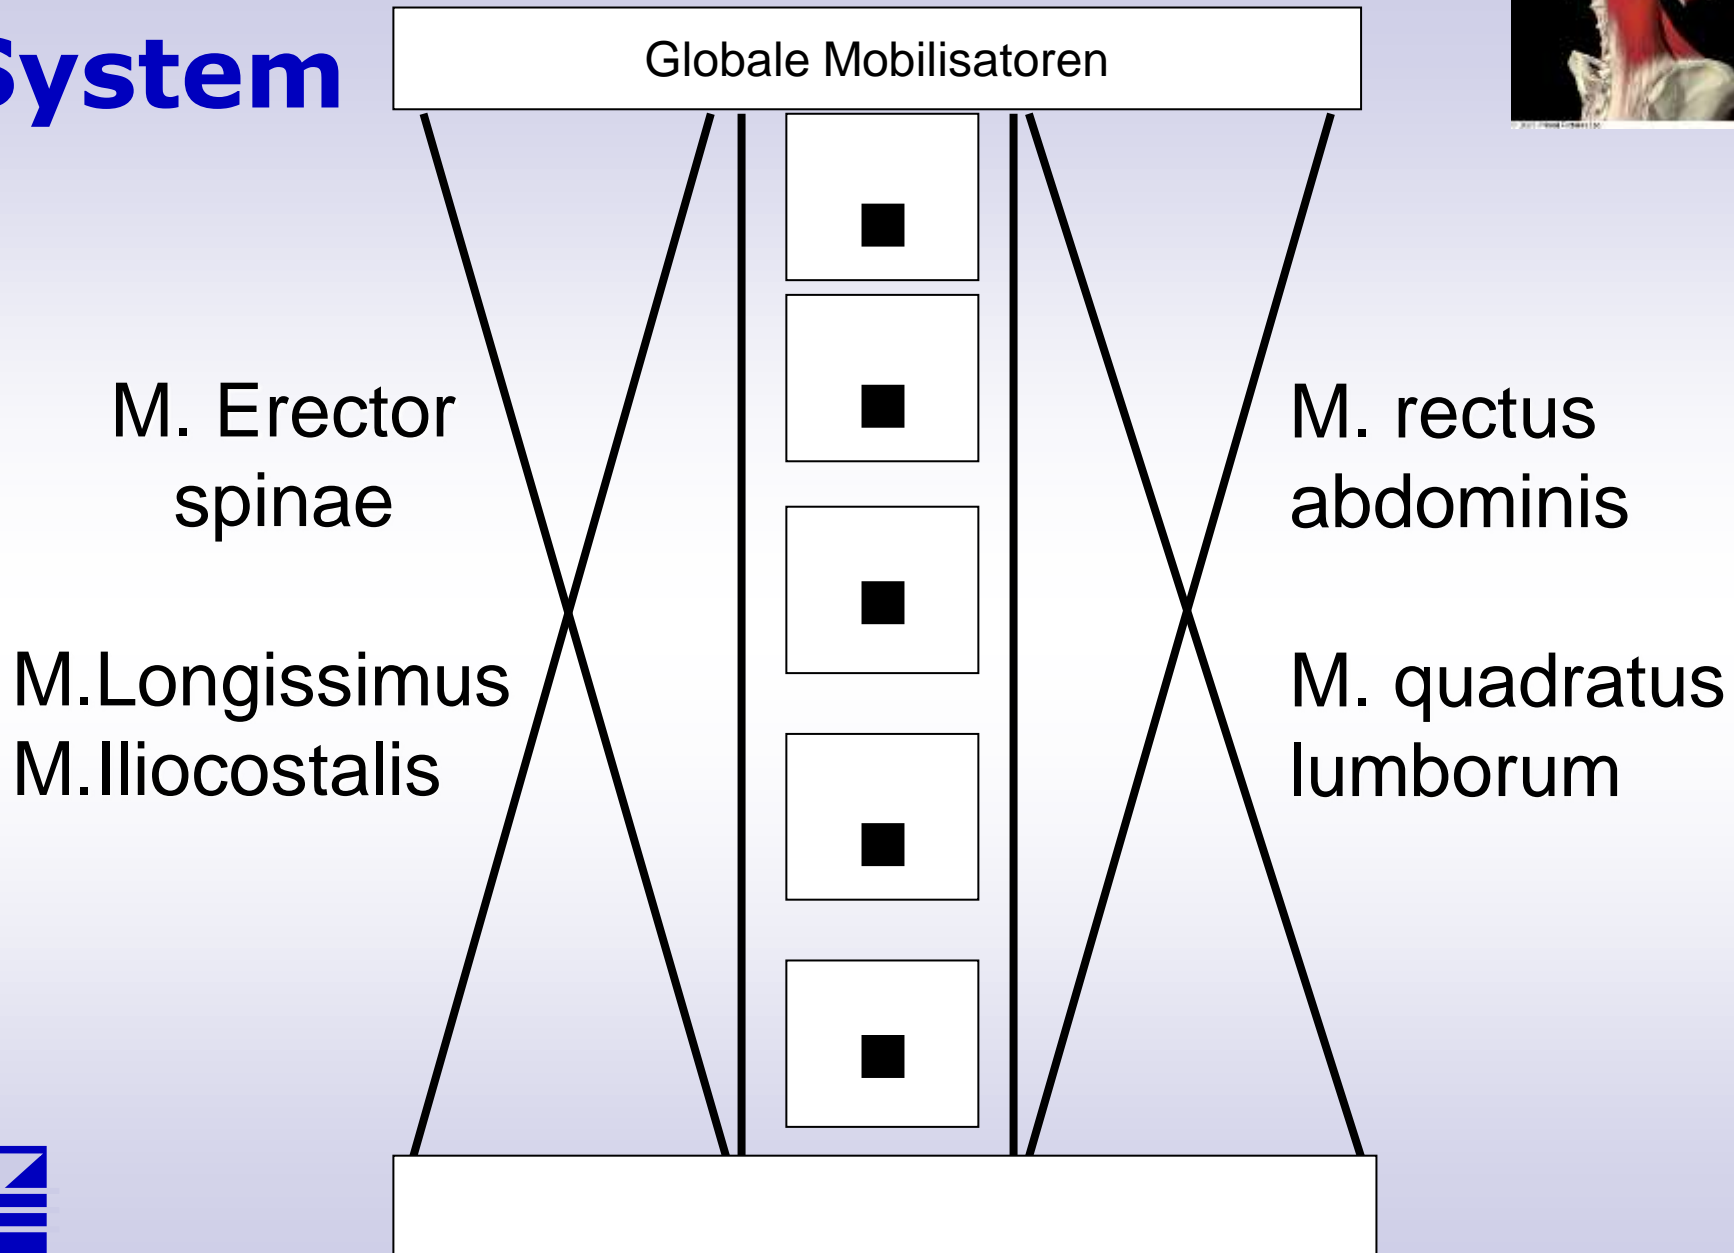 System
Globale Mobilisatoren
M. Erector
spinae
M.Longissimus
M.Iliocostalis
M. rectus
abdominis
M. quadratus
lumborum